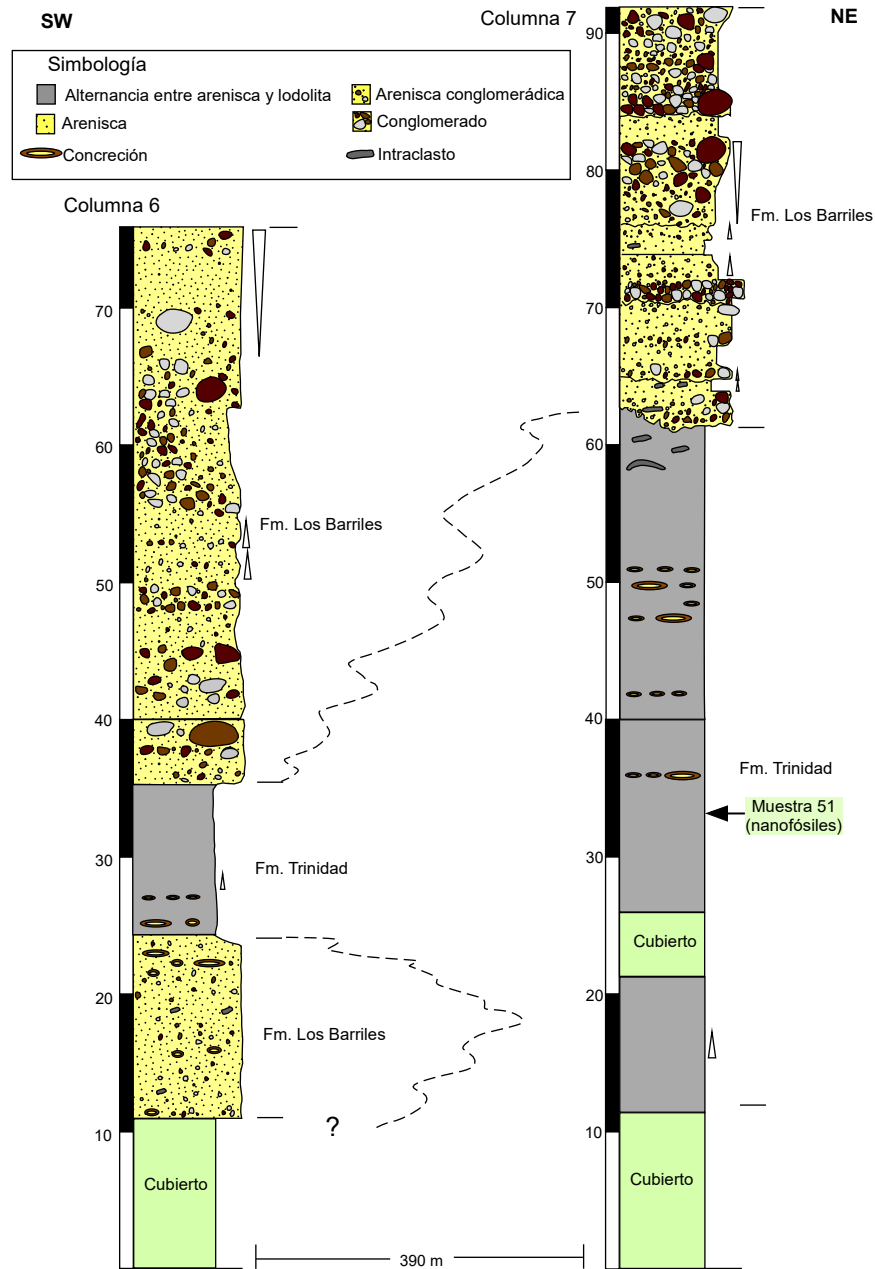 SW
Columna 7
NE
Simbología
Alternancia entre arenisca y lodolita
Arenisca conglomerádica
Arenisca
Conglomerado
Concreción
Intraclasto
Columna 6
70
60
50
40
30
20
10
Fm. Los Barriles
Fm. Trinidad
Fm. Los Barriles
?
Cubierto
390 m
90
80
70
60
50
40
30
20
10
Fm. Los Barriles
Fm. Trinidad
Muestra 51
(nanofósiles)
Cubierto
Cubierto